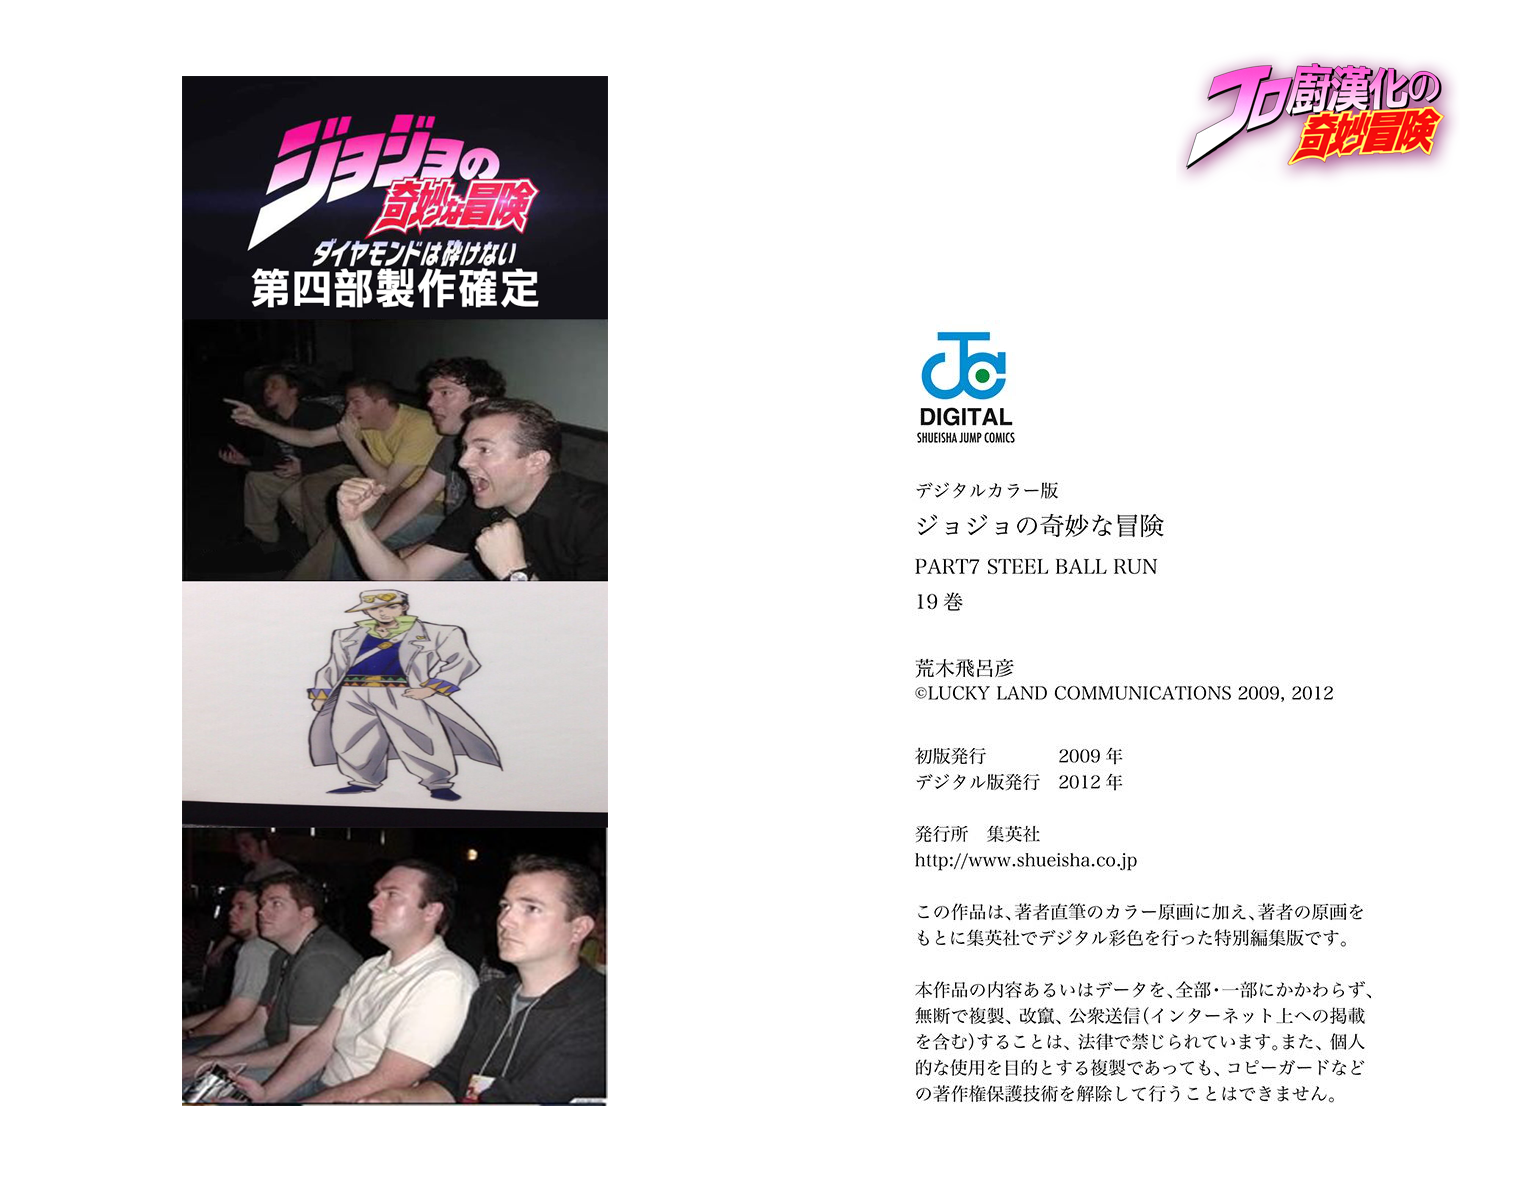 ジョジョの
奇妙な冒険
ダイヤモンドは砕けない
第四部製作確定
JO廚漢化の
奇妙冒険
DIGITAL
SHUEISHA JUMP COMICS
デジタルカラー版
ジョジョの奇妙な冒険
PART7 STEEL BALL RUN
19 巻
荒木飛呂彦
©LUCKY LAND COMMUNICATIONS 2009, 2012
初版発行 2009 年
デジタル版発行 2012 年
発行所 集英社
http://www.shueisha.co.jp
この作品は、著者直筆のカラー原画に加え、著者の原画を
もとに集英社でデジタル彩色を行った特別編集版です。
本作品の内容あるいはデータを、全部・一部にかかわらず、
無断で複製、改竄、公衆送信（インターネット上への掲載
を含む）することは、法律で禁じられています。また、個人
的な使用を目的とする複製であっても、コピーガードなど
の著作権保護技術を解除して行うことはできません。